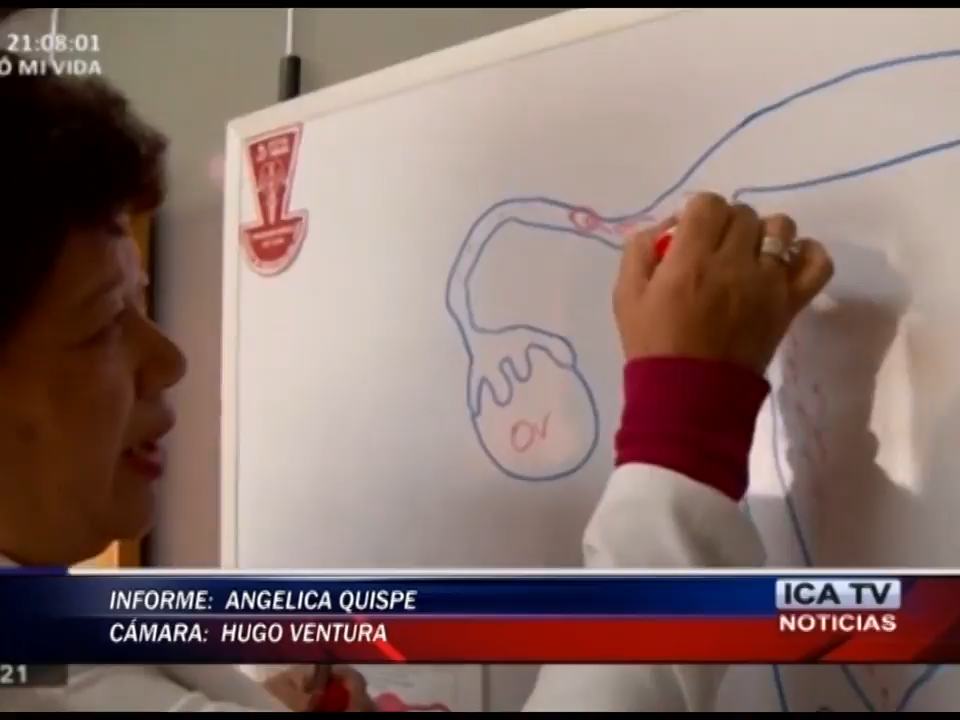 21:08:01
Ó MI VIDA
OV
INFORME: ANGELICA QUISPE
CÁMARA: HUGO VENTURA
ICA TV
NOTICIAS
21